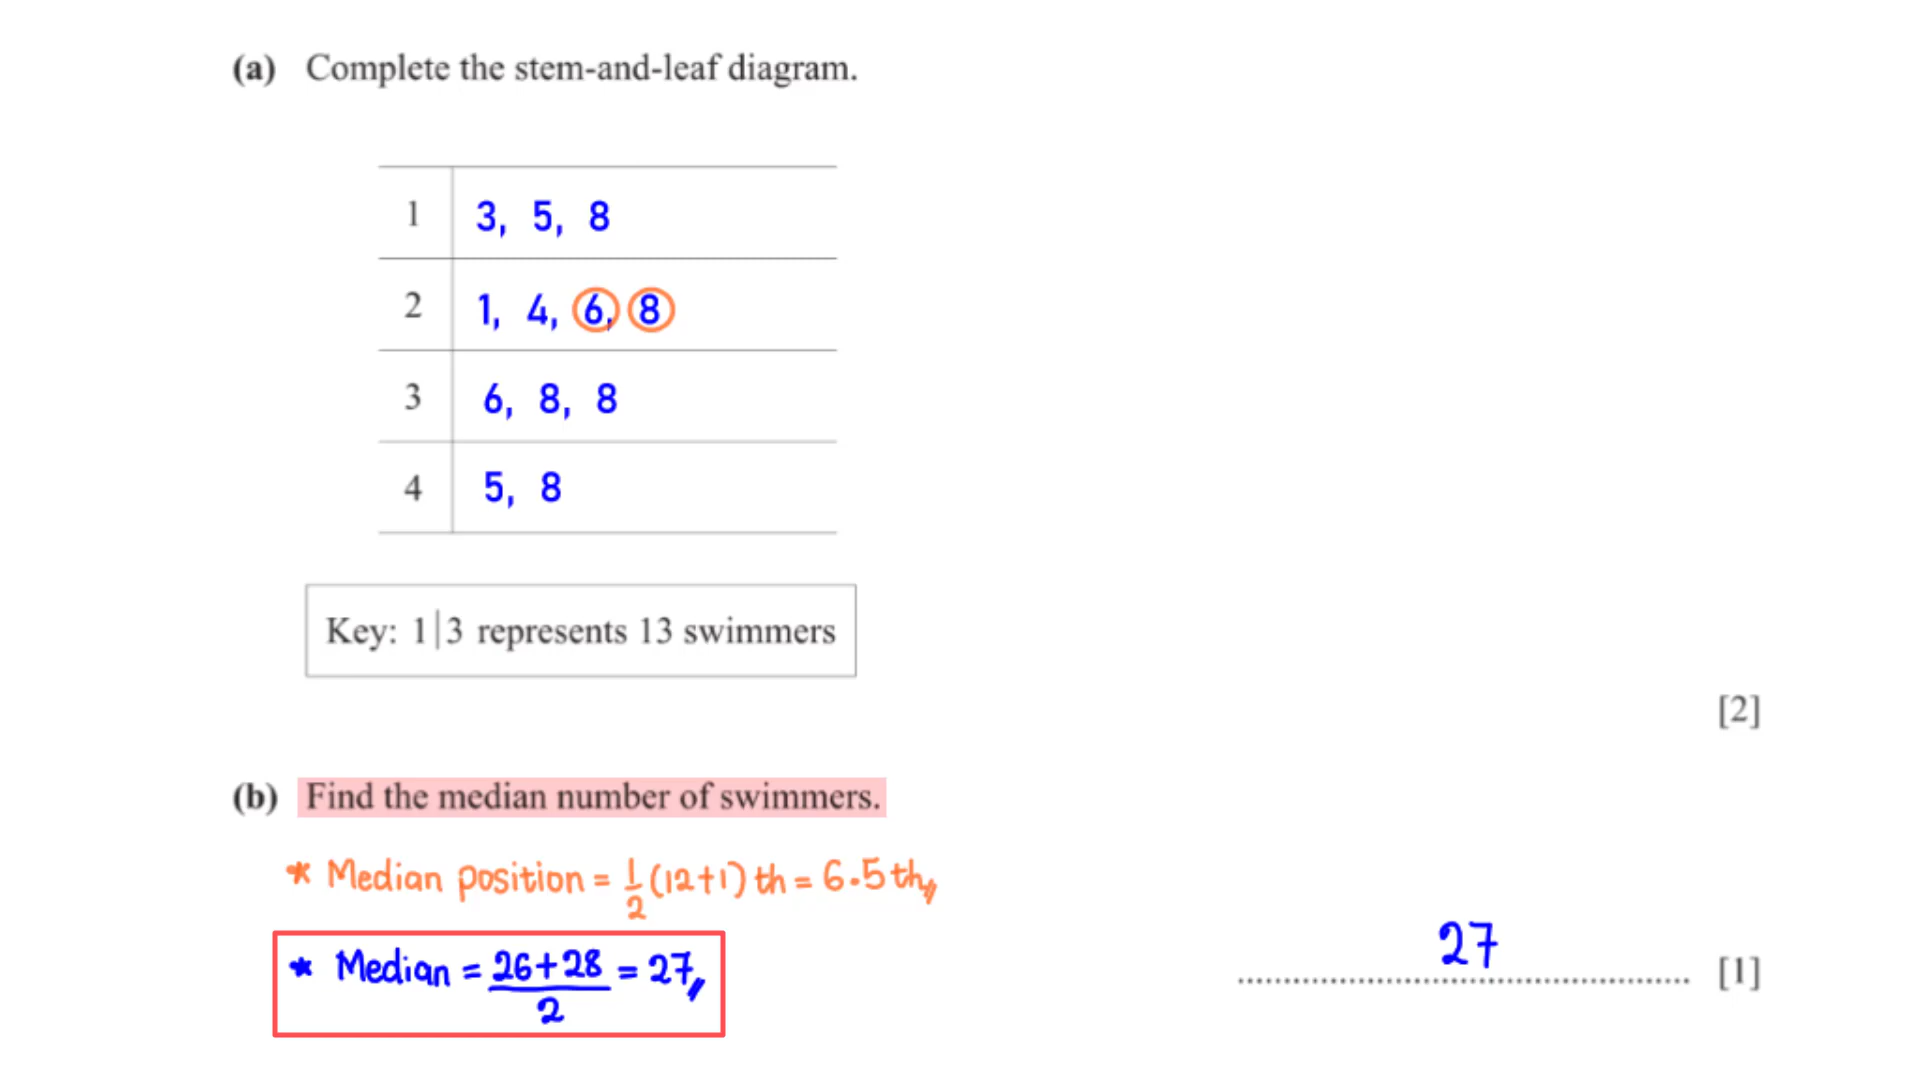 (a) Complete the stem-and-leaf diagram.
1 3, 5, 8
2 1, 4, 6, 8
3 6, 8, 8
4 5, 8
Key: 1|3 represents 13 swimmers
[2]
(b) Find the median number of swimmers.
* Median position = 1/2 (12+1) th = 6.5 th,,
* Median = 26+28/2 = 27,,
27
.................................................. [1]